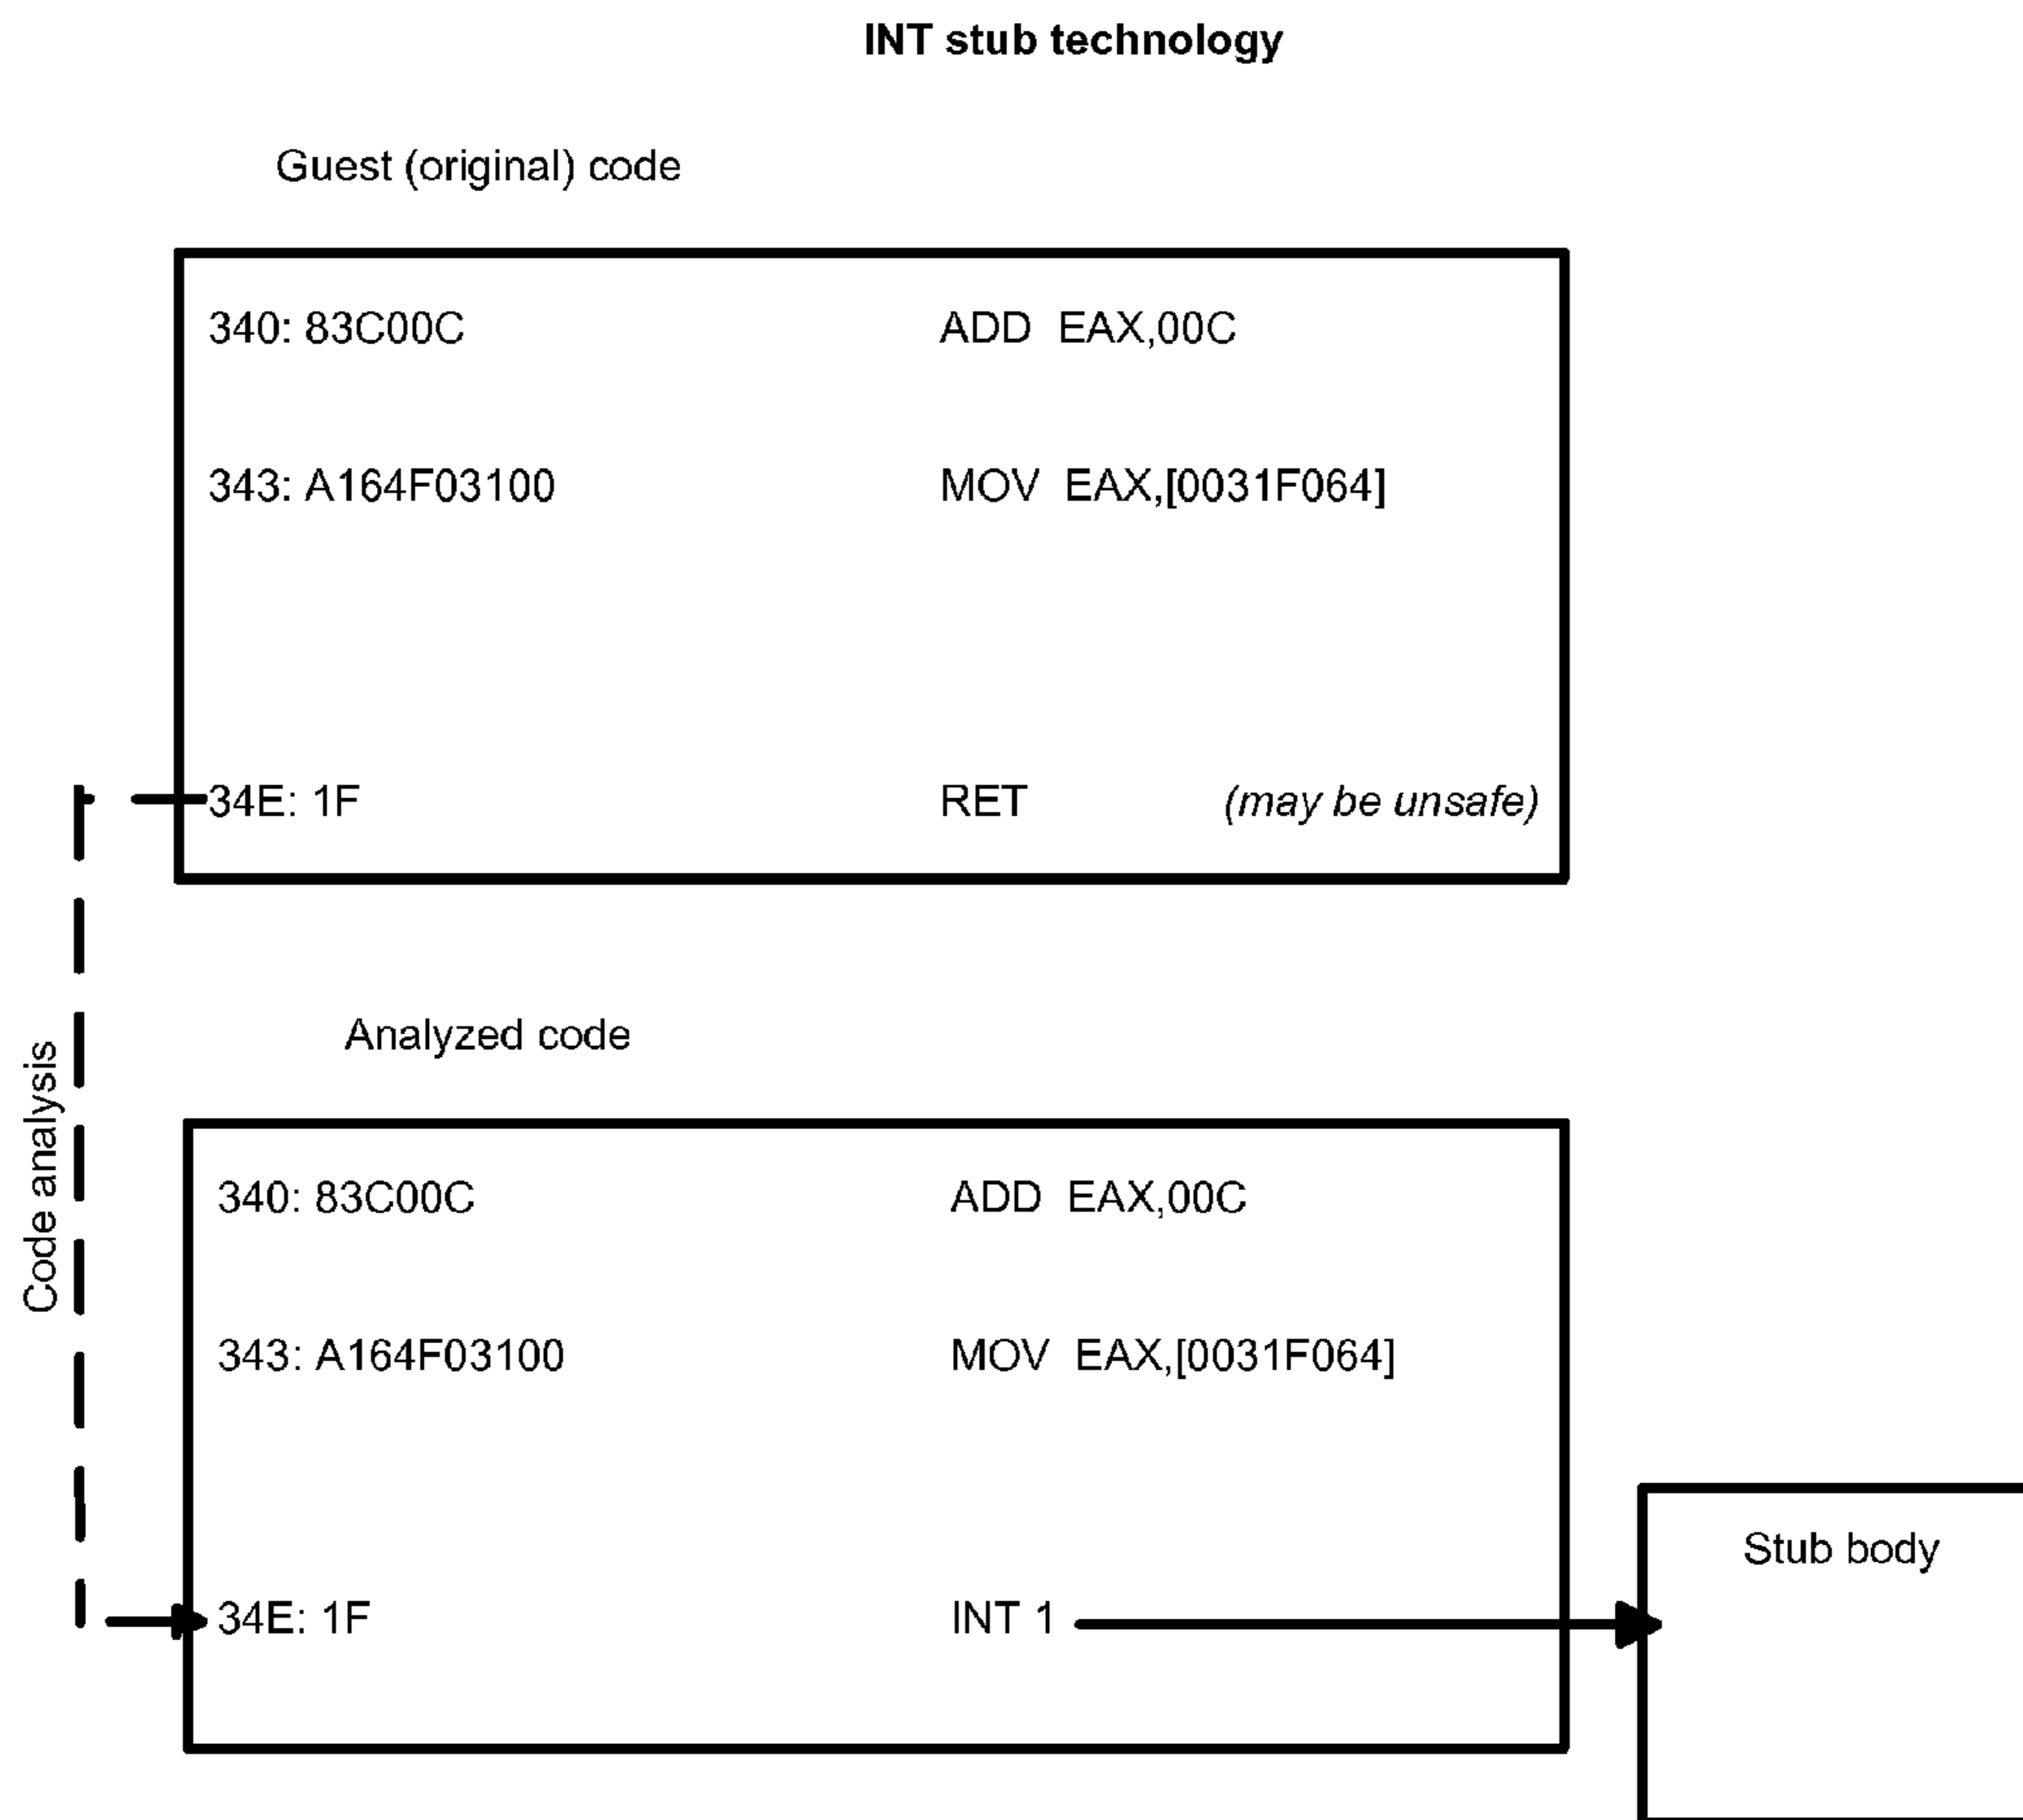 INT stub technology
Guest (original) code
340: 83C00C ADD EAX,00C
343: A164F03100 MOV EAX,[0031F064]
34E: 1F RET (may be unsafe)
Code analysis
Analyzed code
340: 83C00C ADD EAX,00C
343: A164F03100 MOV EAX,[0031F064]
Stub body
34E: 1F INT 1